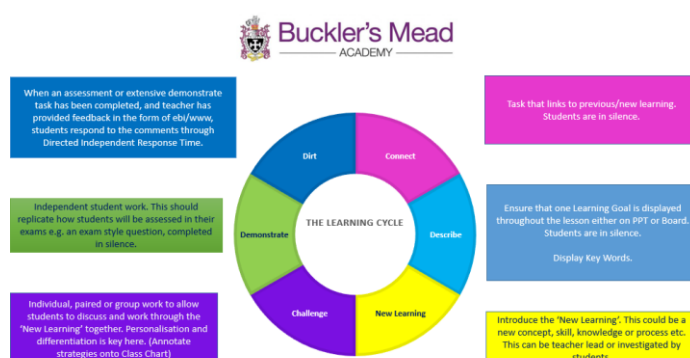 Buckler's Mead
ACADEMY
When an assessment or extensive demonstrate
task has been completed, and teacher has
provided feedback in the form of ebi/www,
students respond to the comments through
Directed Independent Response Time.
Task that links to previous/new learning.
Students are in silence.
Dirt
Connect
Independent student work. This should
replicate how students will be assessed in their
exams e.g. an exam style question, completed
in silence.
Demonstrate
THE LEARNING CYCLE
Describe
Ensure that one Learning Goal is displayed
throughout the lesson either on PPT or Board.
Students are in silence.
Display Key Words.
Challenge
New Learning
Individual, paired or group work to allow
students to discuss and work through the
'New Learning' together. Personalisation and
differentiation is key here. (Annotate
strategies onto Class Chart)
Introduce the 'New Learning'. This could be a
new concept, skill, knowledge or process etc.
This can be teacher lead or investigated by
students